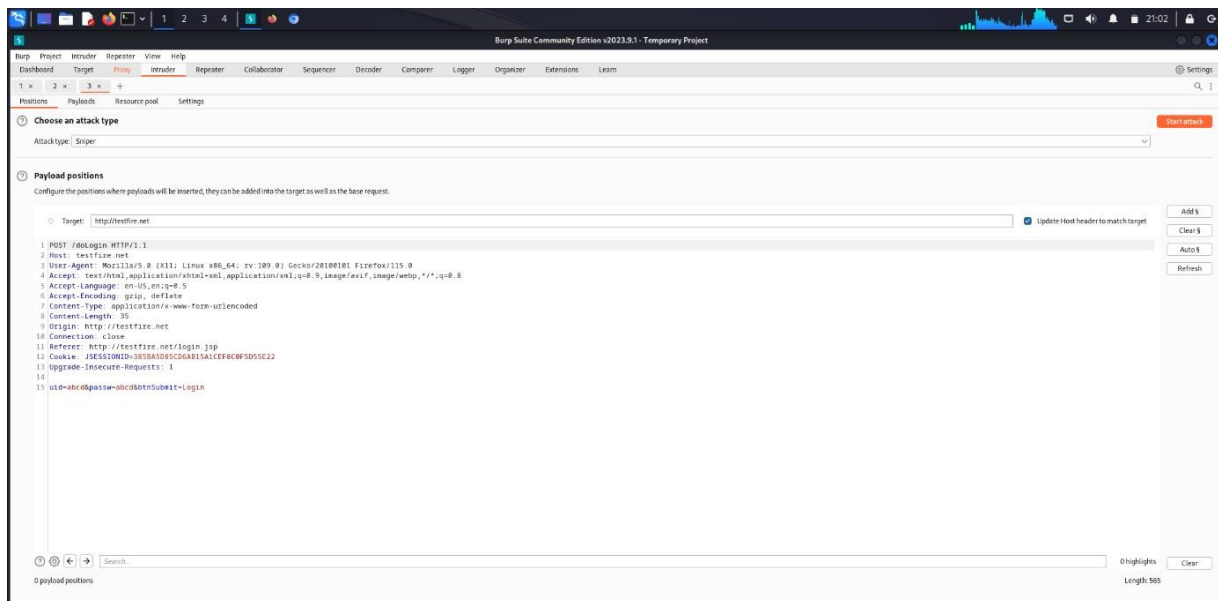 1 2 3 4 21:02
Burp Suite Community Edition v2023.9.1 - Temporary Project
Burp Project Intruder Repeater View Help
Dashboard Target Proxy Intruder Repeater Collaborator Sequencer Decoder Comparer Logger Organizer Extensions Learn Settings
1 × 2 × 3 × +
Positions Payloads Resource pool Settings
Choose an attack type Start attack
Attack type: Sniper
Payload positions
Configure the positions where payloads will be inserted, they can be added into the target as well as the base request.
Target: http://testfire.net Update Host header to match target Add §
Clear §
Auto §
Refresh
1 POST /doLogin HTTP/1.1
2 Host: testfire.net
3 User-Agent: Mozilla/5.0 (X11; Linux x86_64; rv:109.0) Gecko/20100101 Firefox/115.0
4 Accept: text/html,application/xhtml+xml,application/xml;q=0.9,image/avif,image/webp,*/*;q=0.8
5 Accept-Language: en-US,en;q=0.5
6 Accept-Encoding: gzip, deflate
7 Content-Type: application/x-www-form-urlencoded
8 Content-Length: 35
9 Origin: http://testfire.net
10 Connection: close
11 Referer: http://testfire.net/login.jsp
12 Cookie: JSESSIONID=
13 Upgrade-Insecure-Requests: 1
14
15 uid=abcd&passw=abcd&btnSubmit=Login
Search... 0 highlights Clear
0 payload positions Length: 565